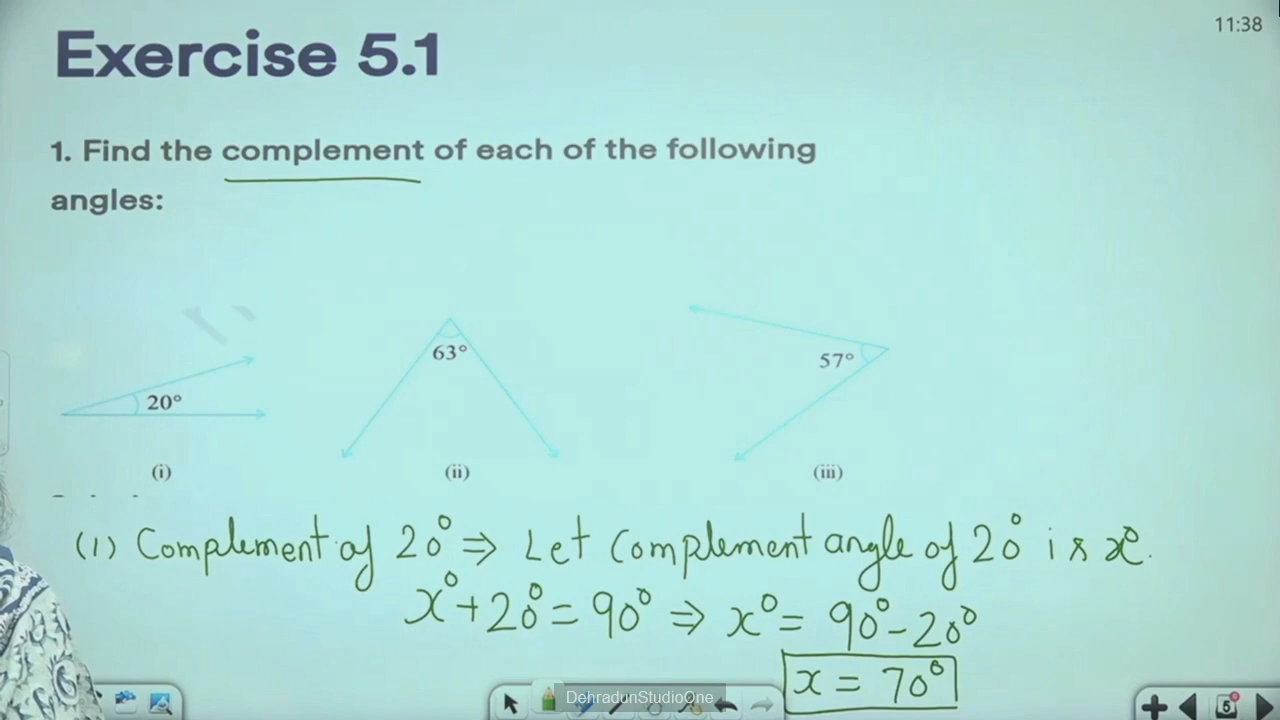 11:38
Exercise 5.1
1. Find the complement of each of the following
angles:
63°
57°
20°
(i) (ii) (iii)
(1) Complement of 20° ⇒ Let Complement angle of 20° is x°.
x° + 20° = 90° ⇒ x° = 90° - 20°
x = 70°
DehradunStudioOne
5